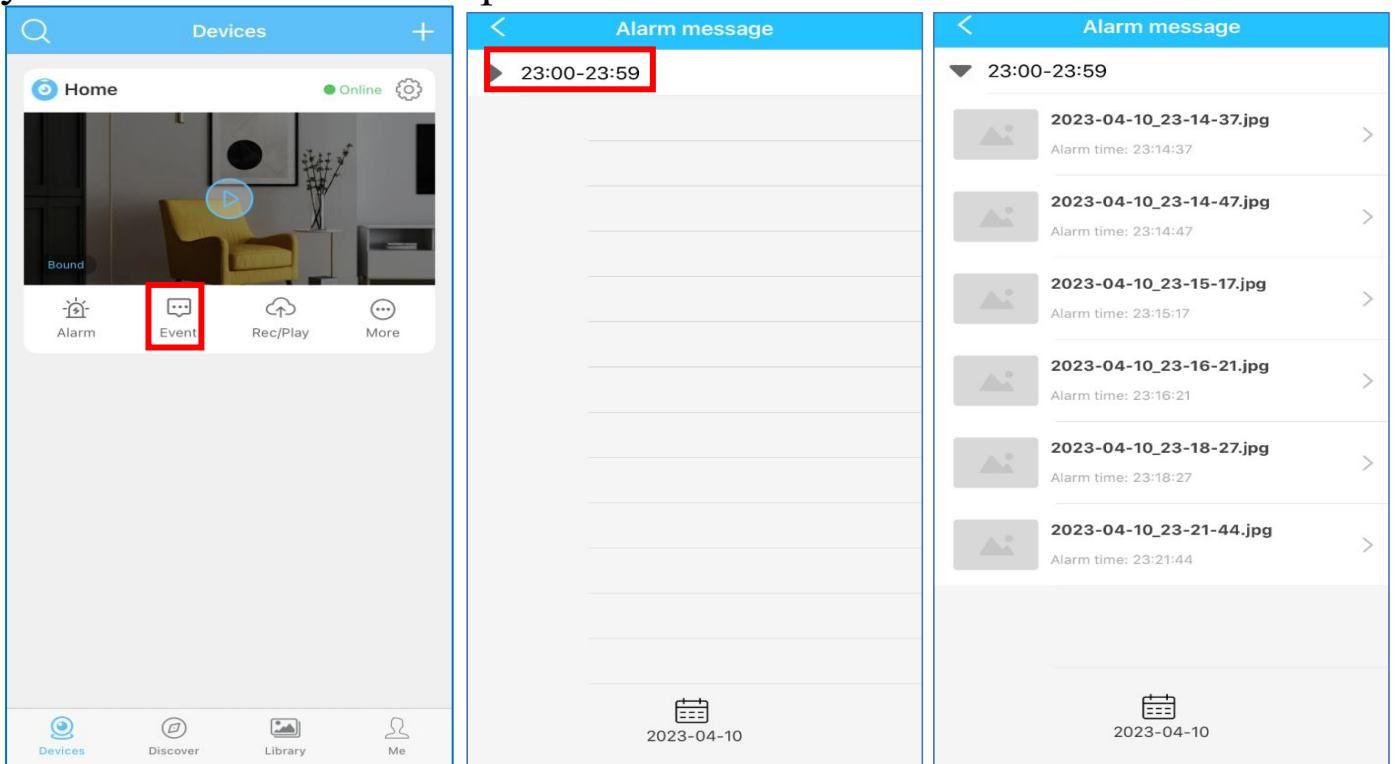 Devices
Home
Online
Bound
Alarm
Event
Rec/Play
More
Devices
Discover
Library
Me
Alarm message
23:00-23:59
2023-04-10
Alarm message
23:00-23:59
2023-04-10_23-14-37.jpg
Alarm time: 23:14:37
2023-04-10_23-14-47.jpg
Alarm time: 23:14:47
2023-04-10_23-15-17.jpg
Alarm time: 23:15:17
2023-04-10_23-16-21.jpg
Alarm time: 23:16:21
2023-04-10_23-18-27.jpg
Alarm time: 23:18:27
2023-04-10_23-21-44.jpg
Alarm time: 23:21:44
2023-04-10